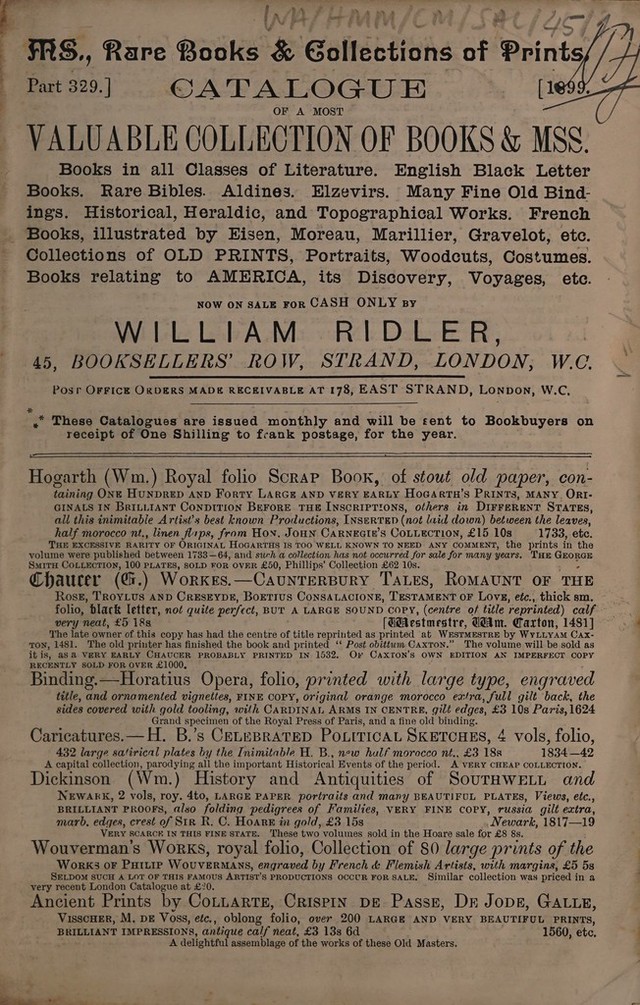 WA/HMM/CM/SAL/45/
MS., Rare Books & Collections of Prints,
Part 329.] CATALOGUE [1899.
OF A MOST
VALUABLE COLLECTION OF BOOKS & MSS.
Books in all Classes of Literature. English Black Letter
Books. Rare Bibles. Aldines. Elzevirs. Many Fine Old Bind-
ings. Historical, Heraldic, and Topographical Works. French
Books, illustrated by Eisen, Moreau, Marillier, Gravelot, etc.
Collections of OLD PRINTS, Portraits, Woodcuts, Costumes.
Books relating to AMERICA, its Discovery, Voyages, etc.
NOW ON SALE FOR CASH ONLY BY
WILLIAM RIDLER,
45, BOOKSELLERS' ROW, STRAND, LONDON, W.C.
POST OFFICE ORDERS MADE RECEIVABLE AT 178, EAST STRAND, LONDON, W.C.
*** These Catalogues are issued monthly and will be sent to Bookbuyers on
receipt of One Shilling to frank postage, for the year.
Hogarth (Wm.) Royal folio SCRAP BOOK, of stout old paper, con-
taining ONE HUNDRED AND FORTY LARGE AND VERY EARLY HOGARTH'S PRINTS, MANY ORI-
GINALS IN BRILLIANT CONDITION BEFORE THE INSCRIPTIONS, others in DIFFERENT STATES,
all this inimitable Artist's best known Productions, INSERTED (not laid down) between the leaves,
half morocco nt., linen flaps, from HON. JOHN CARNEGIE'S COLLECTION, £15 10s 1733, etc.
THE EXCESSIVE RARITY OF ORIGINAL HOGARTHS IS TOO WELL KNOWN TO NEED ANY COMMENT, the prints in the
volume were published between 1733—64, and such a collection has not occurred for sale for many years. THE GEORGE
SMITH COLLECTION, 100 PLATES, SOLD FOR OVER £50, Phillips' Collection £62 10s.
Chaucer (G.) WORKES.—CAUNTERBURY TALES, ROMAUNT OF THE
ROSE, TROYLUS AND CRESEYDE, BOETIUS CONSALACIONE, TESTAMENT OF LOVE, etc., thick sm.
folio, black letter, not quite perfect, BUT A LARGE SOUND COPY, (centre of title reprinted) calf
very neat, £5 18s [Westmestre, Wm. Caxton, 1481]
The late owner of this copy has had the centre of title reprinted as printed at WESTMESTRE BY WYLLYAM CAX-
TON, 1481. The old printer has finished the book and printed "Post obittum CAXTON." The volume will be sold as
it is, AS A VERY EARLY CHAUCER PROBABLY PRINTED IN 1532. OF CAXTON'S OWN EDITION AN IMPERFECT COPY
RECENTLY SOLD FOR OVER £1000.
Binding.—Horatius Opera, folio, printed with large type, engraved
title, and ornamented vignettes, FINE COPY, original orange morocco extra, full gilt back, the
sides covered with gold tooling, with CARDINAL ARMS IN CENTRE, gilt edges, £3 10s Paris, 1624
Grand specimen of the Royal Press of Paris, and a fine old binding.
Caricatures.—H. B.'s CELEBRATED POLITICAL SKETCHES, 4 vols, folio,
432 large satirical plates by the Inimitable H. B., new half morocco nt., £3 18s 1834—42
A capital collection, parodying all the important Historical Events of the period. A VERY CHEAP COLLECTION.
Dickinson (Wm.) History and Antiquities of SOUTHWELL and
NEWARK, 2 vols, roy. 4to, LARGE PAPER portraits and many BEAUTIFUL PLATES, Views, etc.,
BRILLIANT PROOFS, also folding pedigrees of Families, VERY FINE COPY, russia gilt extra,
marb. edges, crest of SIR R. C. HOARE in gold, £3 15s Newark, 1817—19
VERY SCARCE IN THIS FINE STATE. These two volumes sold in the Hoare sale for £8 8s.
Wouverman's WORKS, royal folio, Collection of 80 large prints of the
WORKS OF PHILIP WOUVERMANS, engraved by French & Flemish Artists, with margins, £5 5s
SELDOM SUCH A LOT OF THIS FAMOUS ARTIST'S PRODUCTIONS OCCUR FOR SALE. Similar collection was priced in a
very recent London Catalogue at £20.
Ancient Prints by COLLARTE, CRISPIN DE PASSE, DE JODE, GALLE,
VISSCHER, M. DE VOSS, etc., oblong folio, over 200 LARGE AND VERY BEAUTIFUL PRINTS,
BRILLIANT IMPRESSIONS, antique calf neat, £3 13s 6d 1560, etc.
A delightful assemblage of the works of these Old Masters.